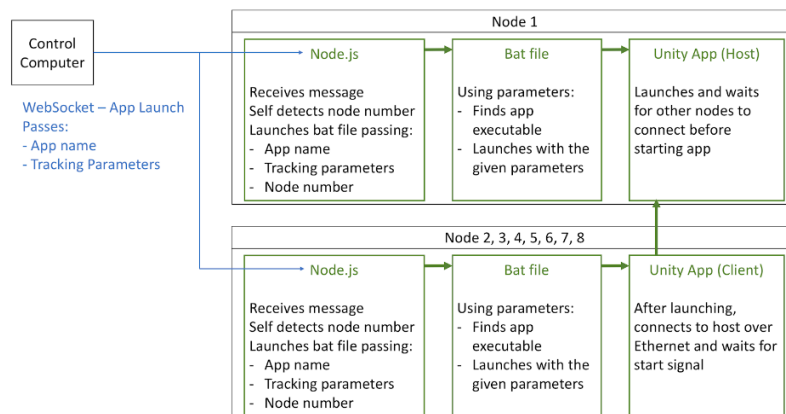 Node 1
Control
Computer
WebSocket – App Launch
Passes:
- App name
- Tracking Parameters
Node.js
Receives message
Self detects node number
Launches bat file passing:
- App name
- Tracking parameters
- Node number
Bat file
Using parameters:
- Finds app
executable
- Launches with the
given parameters
Unity App (Host)
Launches and waits
for other nodes to
connect before
starting app
Node 2, 3, 4, 5, 6, 7, 8
Node.js
Receives message
Self detects node number
Launches bat file passing:
- App name
- Tracking parameters
- Node number
Bat file
Using parameters:
- Finds app
executable
- Launches with the
given parameters
Unity App (Client)
After launching,
connects to host over
Ethernet and waits for
start signal